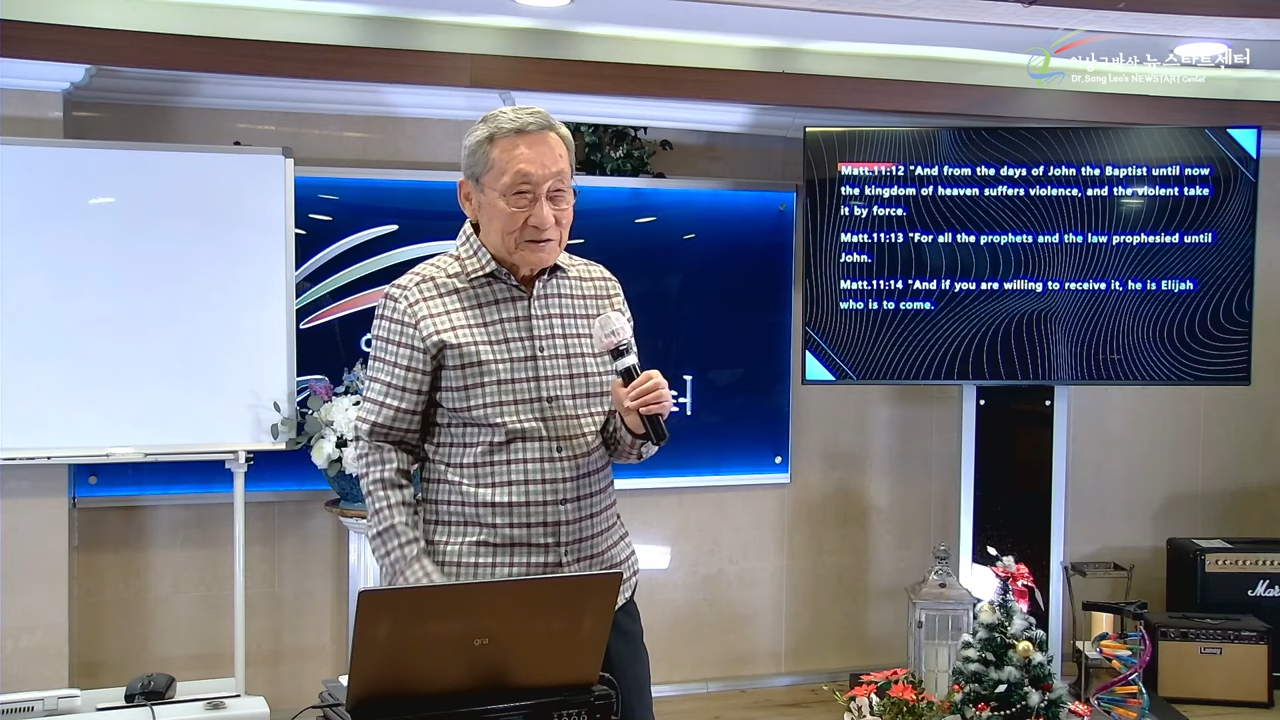 이상구박사 뉴스타트센터
Dr.Sang Lee's NEWSTART Center
Matt.11:12 "And from the days of John the Baptist until now
the kingdom of heaven suffers violence, and the violent take
it by force.
Matt.11:13 "For all the prophets and the law prophesied until
John.
Matt.11:14 "And if you are willing to receive it, he is Elijah
who is to come.
gra
Mar
Laney